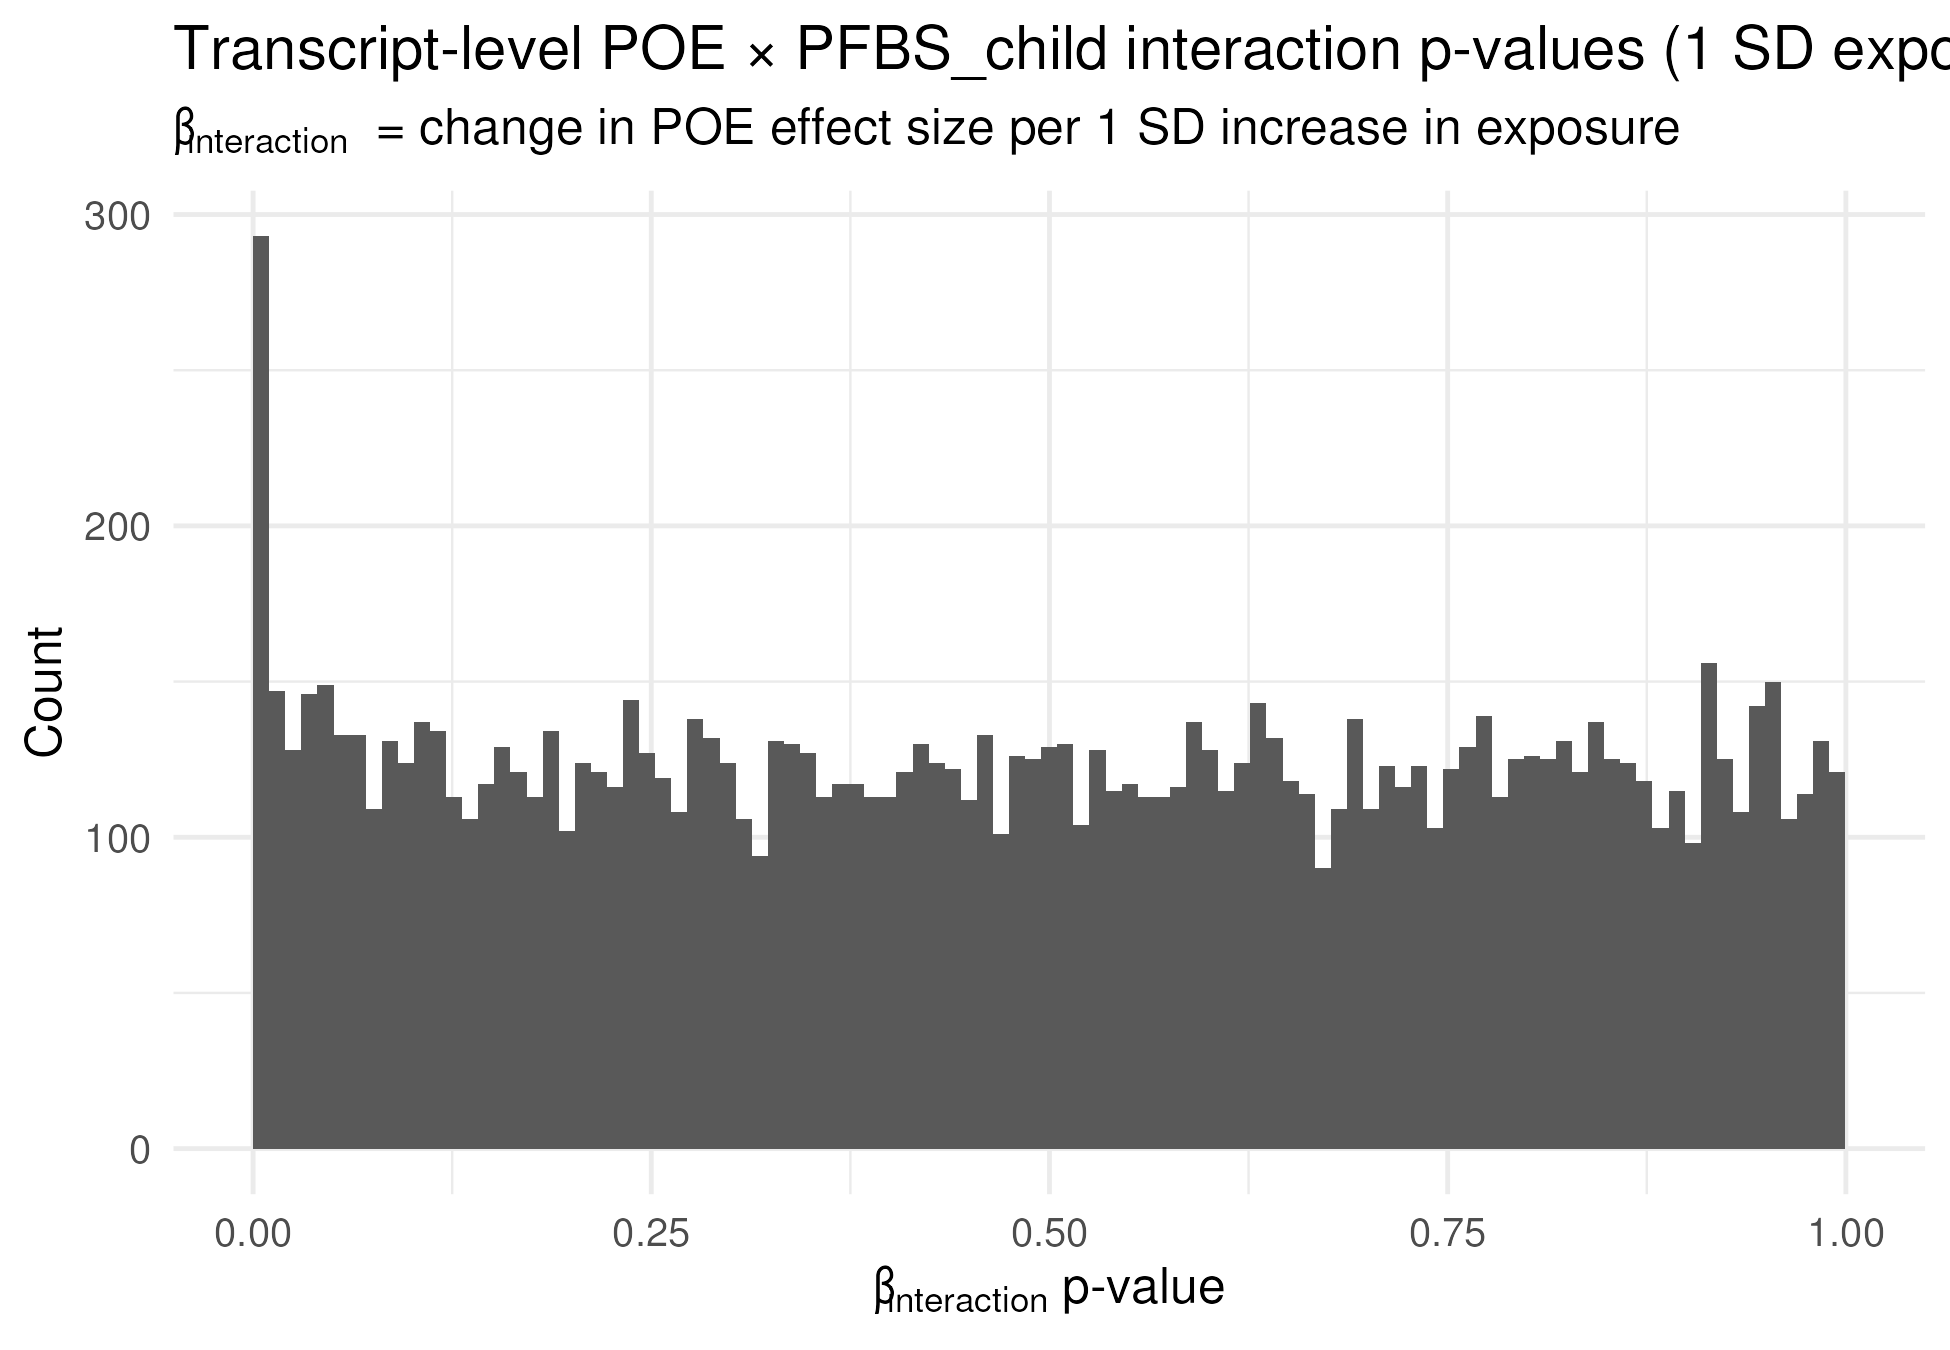 Transcript-level POE × PFBS_child interaction p-values (1 SD expo
βinteraction = change in POE effect size per 1 SD increase in exposure
300
200
100
0
Count
0.00 0.25 0.50 0.75 1.00
βinteraction p-value